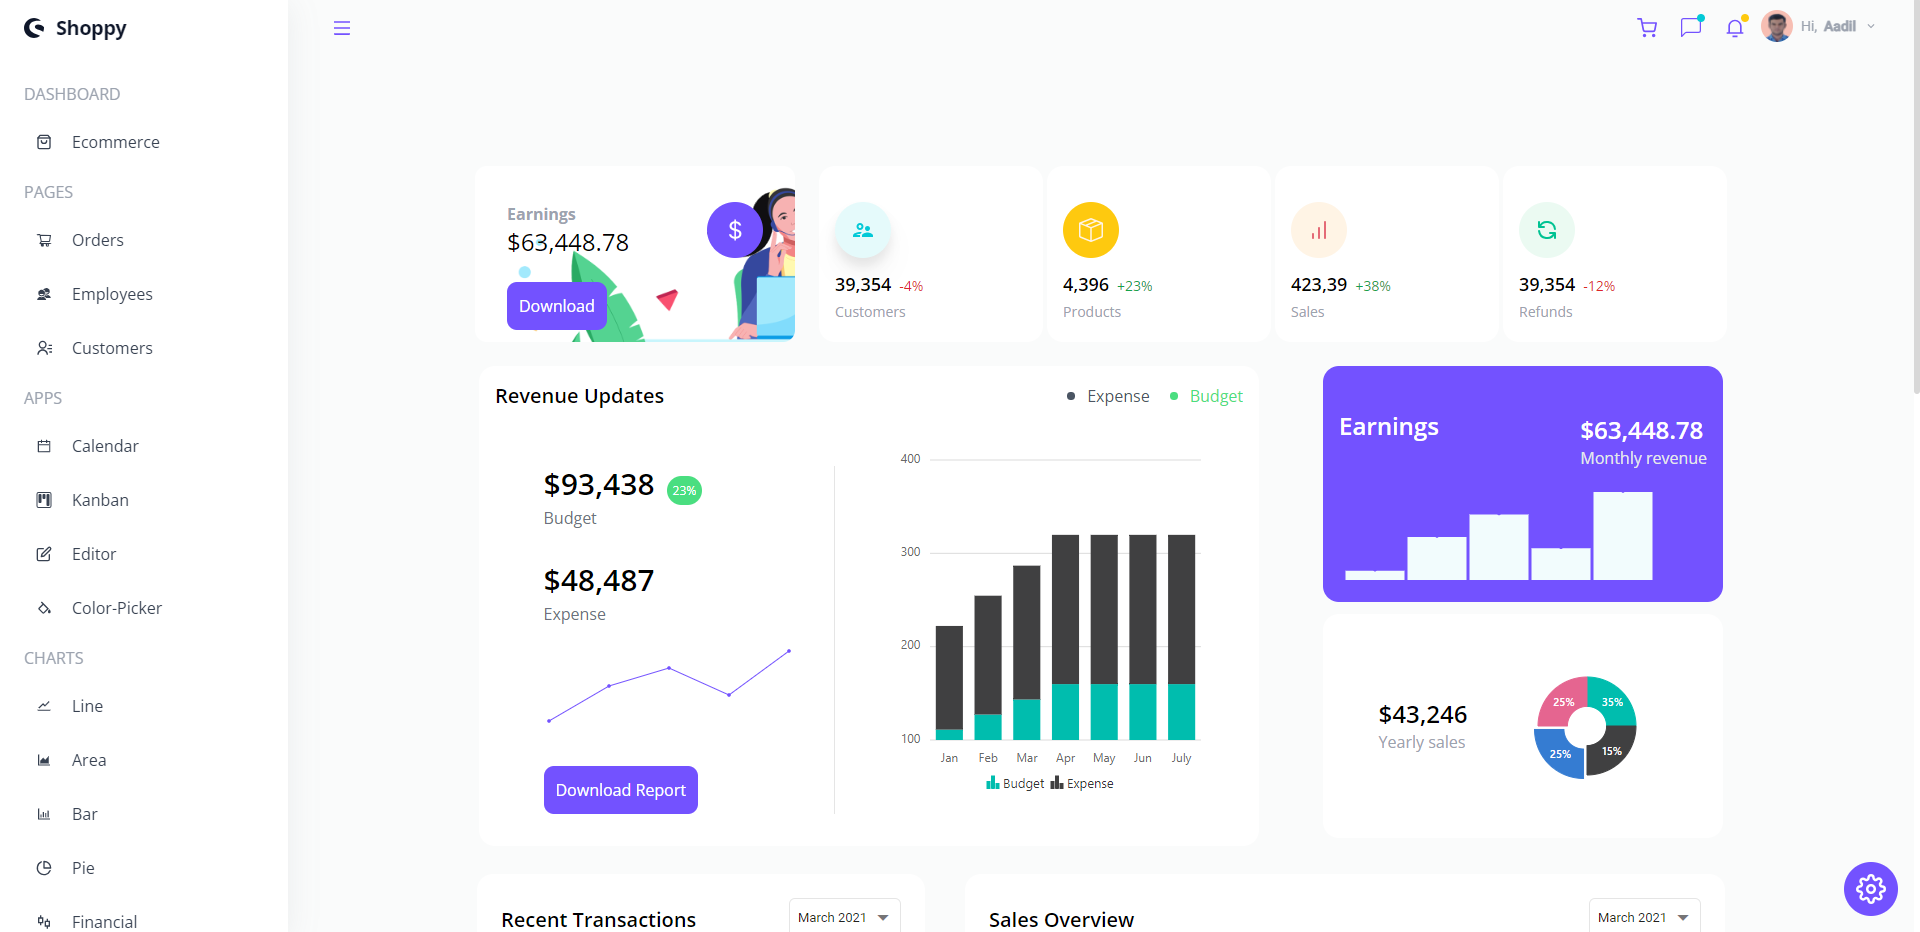 Shoppy
Hi, Aadil
DASHBOARD
Ecommerce
PAGES
Orders
Employees
Customers
APPS
Calendar
Kanban
Editor
Color-Picker
CHARTS
Line
Area
Bar
Pie
Financial
Earnings
$63,448.78
Download
$
39,354 -4%
Customers
4,396 +23%
Products
423,39 +38%
Sales
39,354 -12%
Refunds
Revenue Updates
Expense
Budget
$93,438 23%
Budget
$48,487
Expense
Download Report
400
300
200
100
Jan Feb Mar Apr May Jun July
Budget Expense
Earnings
$63,448.78
Monthly revenue
$43,246
Yearly sales
25% 35%
25% 15%
Recent Transactions
March 2021
Sales Overview
March 2021